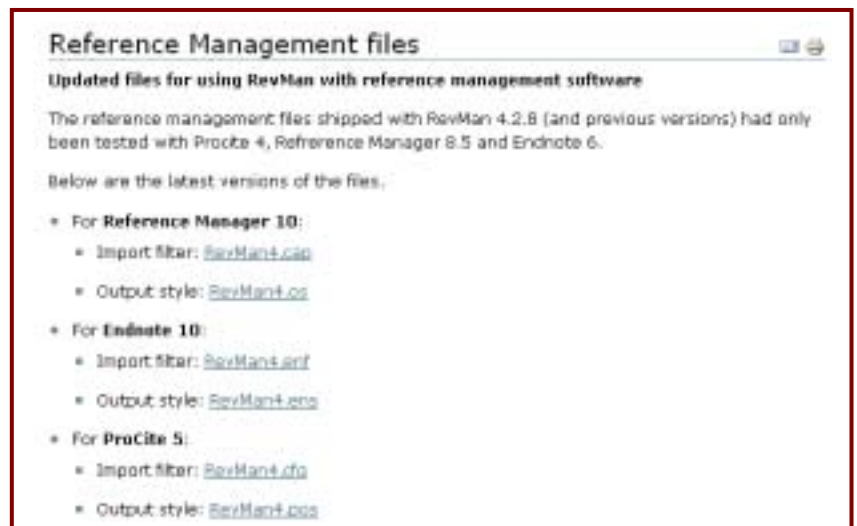 Reference Management files
Updated files for using RevMan with reference management software
The reference management files shipped with RevMan 4.2.8 (and previous versions) had only
been tested with Procite 4, Refrerence Manager 8.5 and Endnote 6.
Below are the latest versions of the files.
For Reference Manager 10:
Import filter: RevMan4.cap
Output style: RevMan4.os
For Endnote 10:
Import filter: RevMan4.enf
Output style: RevMan4.ens
For ProCite 5:
Import filter: RevMan4.cfg
Output style: RevMan4.pos